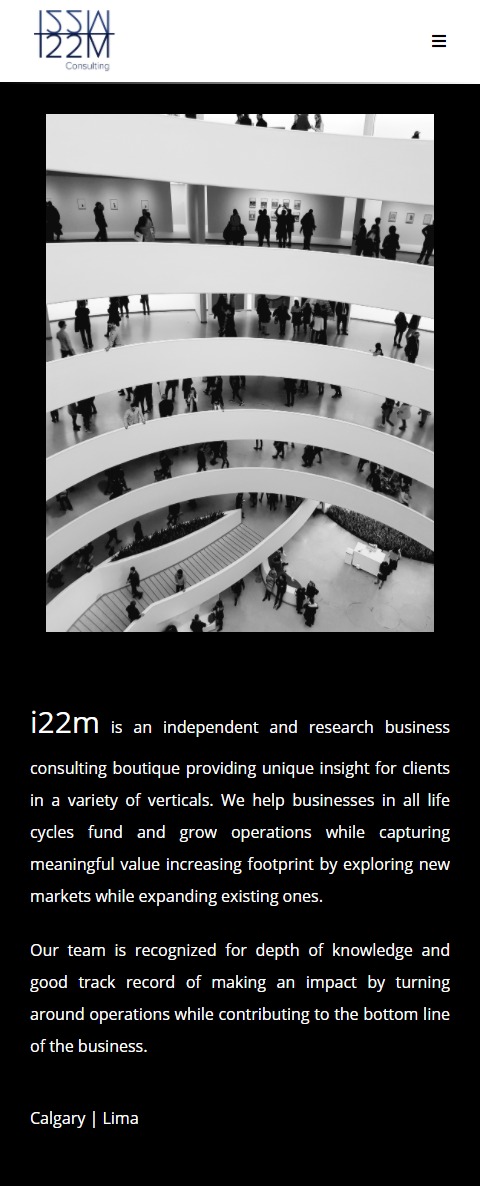 I22M
Consulting
i22m is an independent and research business
consulting boutique providing unique insight for clients
in a variety of verticals. We help businesses in all life
cycles fund and grow operations while capturing
meaningful value increasing footprint by exploring new
markets while expanding existing ones.
Our team is recognized for depth of knowledge and
good track record of making an impact by turning
around operations while contributing to the bottom line
of the business.
Calgary | Lima